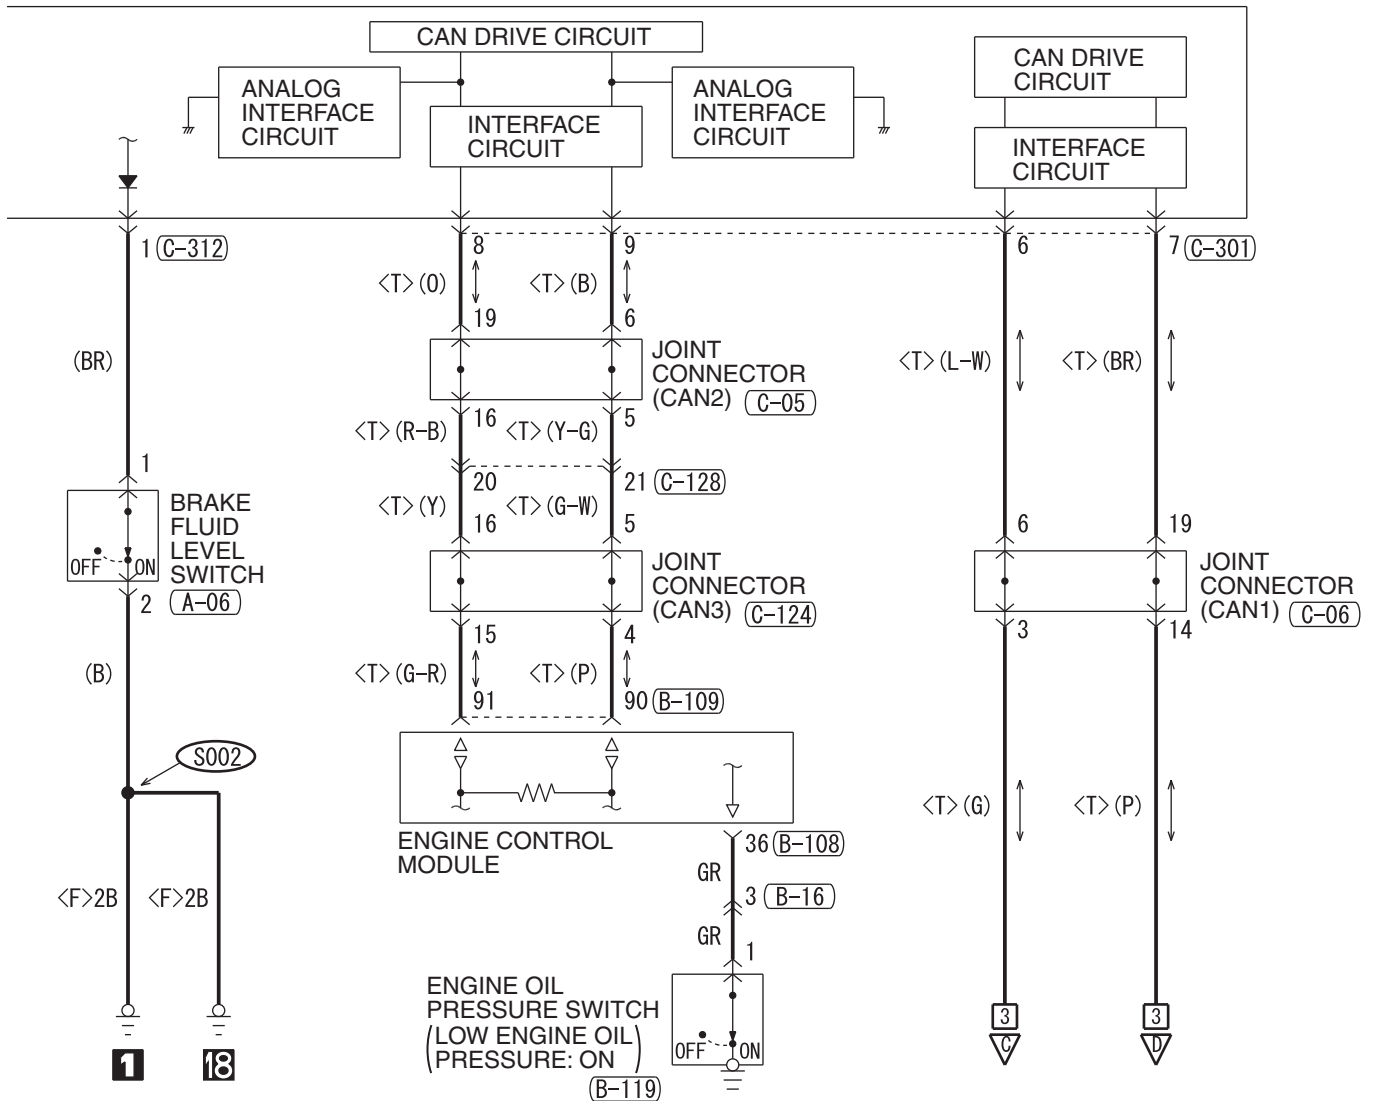 CAN DRIVE CIRCUIT
ANALOG
INTERFACE
CIRCUIT
INTERFACE
CIRCUIT
ANALOG
INTERFACE
CIRCUIT
CAN DRIVE
CIRCUIT
INTERFACE
CIRCUIT
1 C-312
8
9
6
7 C-301
<T>(O)
<T>(B)
19
6
(BR)
JOINT
CONNECTOR
(CAN2) C-05
<T>(L-W)
<T>(BR)
16
5
<T>(R-B)
<T>(Y-G)
1
20
21 C-128
<T>(Y)
<T>(G-W)
16
5
6
19
BRAKE
FLUID
LEVEL
SWITCH
A-06
OFF
ON
2
JOINT
CONNECTOR
(CAN3) C-124
JOINT
CONNECTOR
(CAN1) C-06
15
4
3
14
(B)
<T>(G-R)
<T>(P)
91
90 B-109
S002
<T>(G)
<T>(P)
ENGINE CONTROL
MODULE
36 B-108
GR
<F>2B
<F>2B
3 B-16
GR
1
ENGINE OIL
PRESSURE SWITCH
(LOW ENGINE OIL
PRESSURE: ON)
OFF
ON
B-119
1
18
3
C
3
D